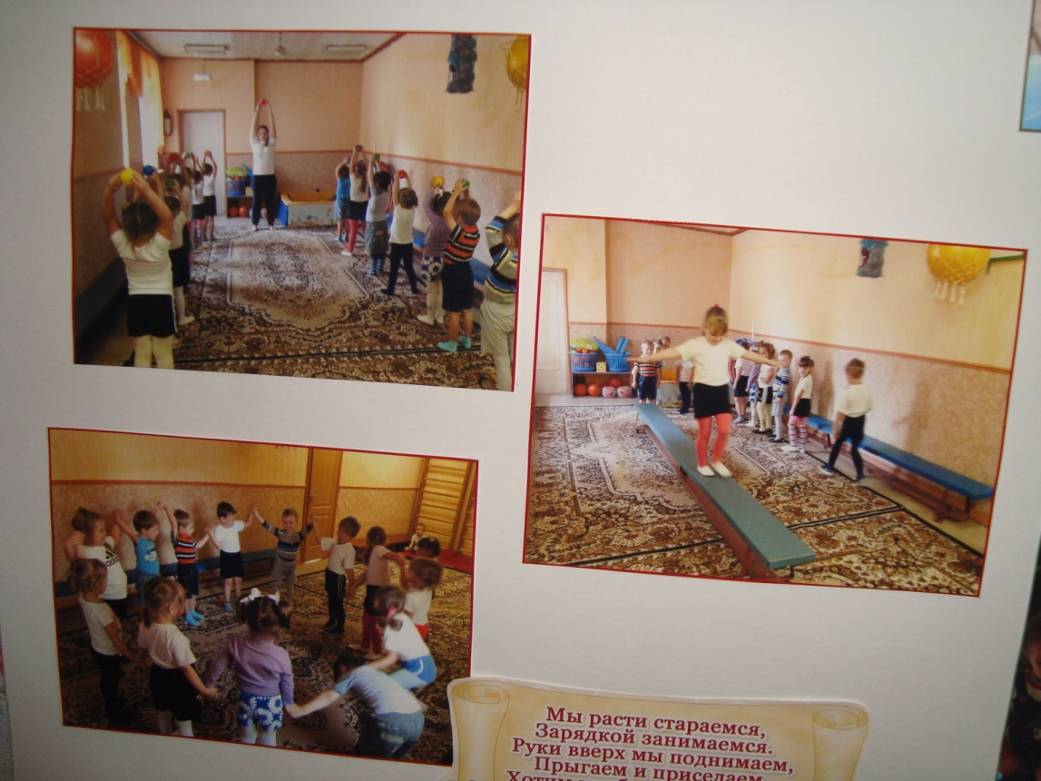 Мы расти стараемся,
Зарядкой занимаемся.
Руки вверх мы поднимаем,
Прыгаем и приседаем.